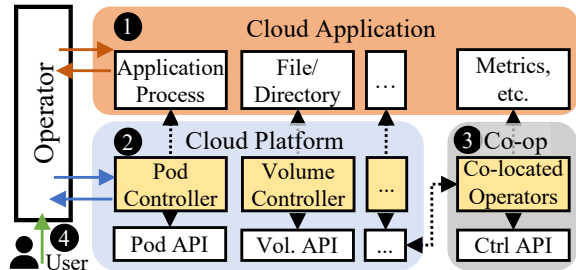 1
Cloud Application
Operator
Application
Process
File/
Directory
...
Metrics,
etc.
2
Cloud Platform
3
Co-op
Pod
Controller
Volume
Controller
...
Co-located
Operators
Pod API
Vol. API
...
Ctrl API
4
User